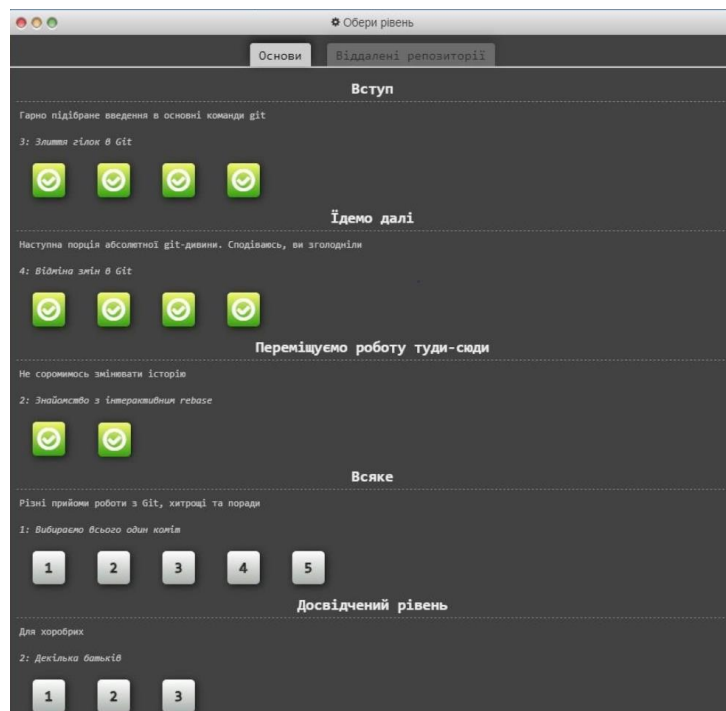 Обери рівень
Основи Віддалені репозиторії
Вступ
Гарно підібране введення в основні команди git
3: Злиття гілок в Git
Їдемо далі
Наступна порція абсолютної git-дивини. Сподіваюсь, ви зголодніли
4: Відміна змін в Git
Переміщуємо роботу туди-сюди
Не соромимось змінювати історію
2: Знайомство з інтерактивним rebase
Всяке
Різні прийоми роботи з Git, хитрощі та поради
1: Вибираємо всього один коміт
1 2 3 4 5
Досвідчений рівень
Для хоробрих
2: Декілька батьків
1 2 3